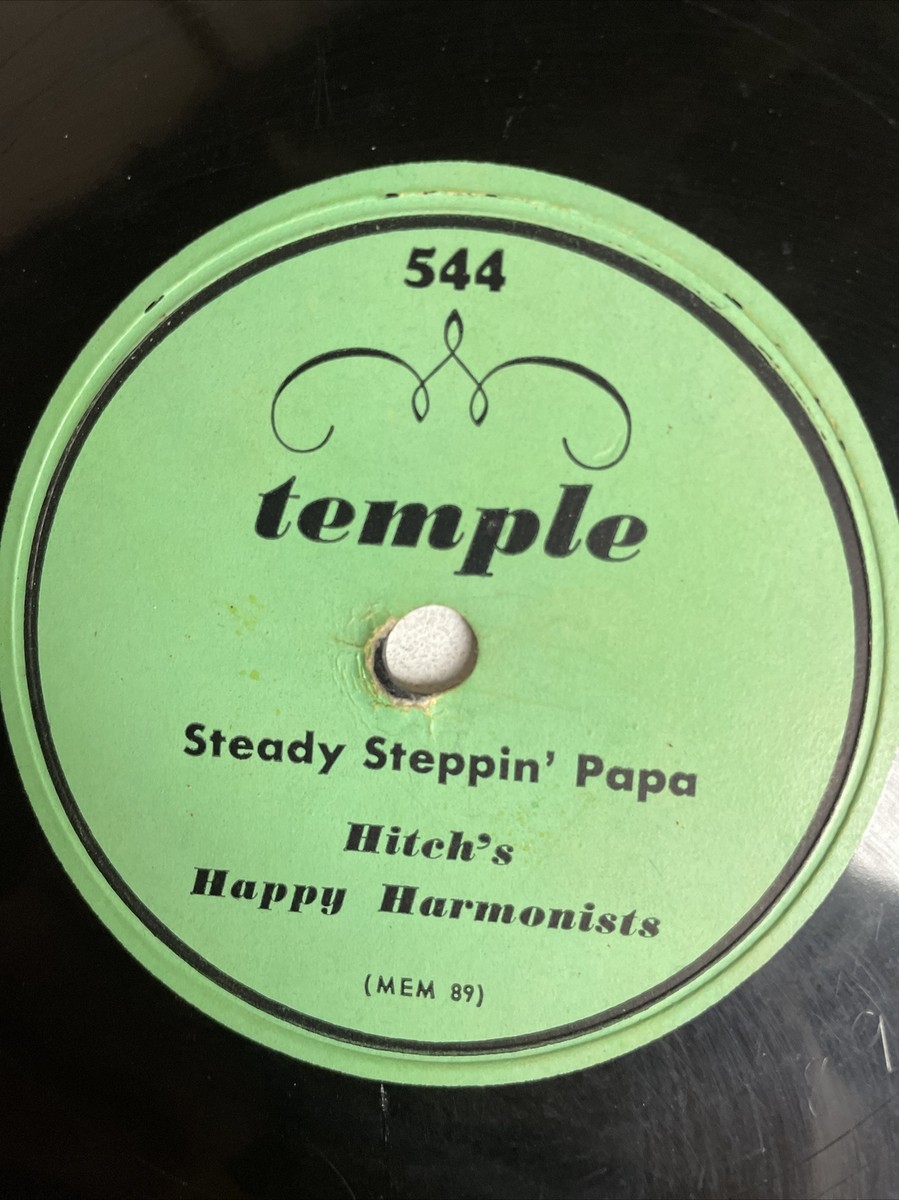 544
temple
Steady Steppin' Papa
Hitch's
Happy Harmonists
(MEM 89)